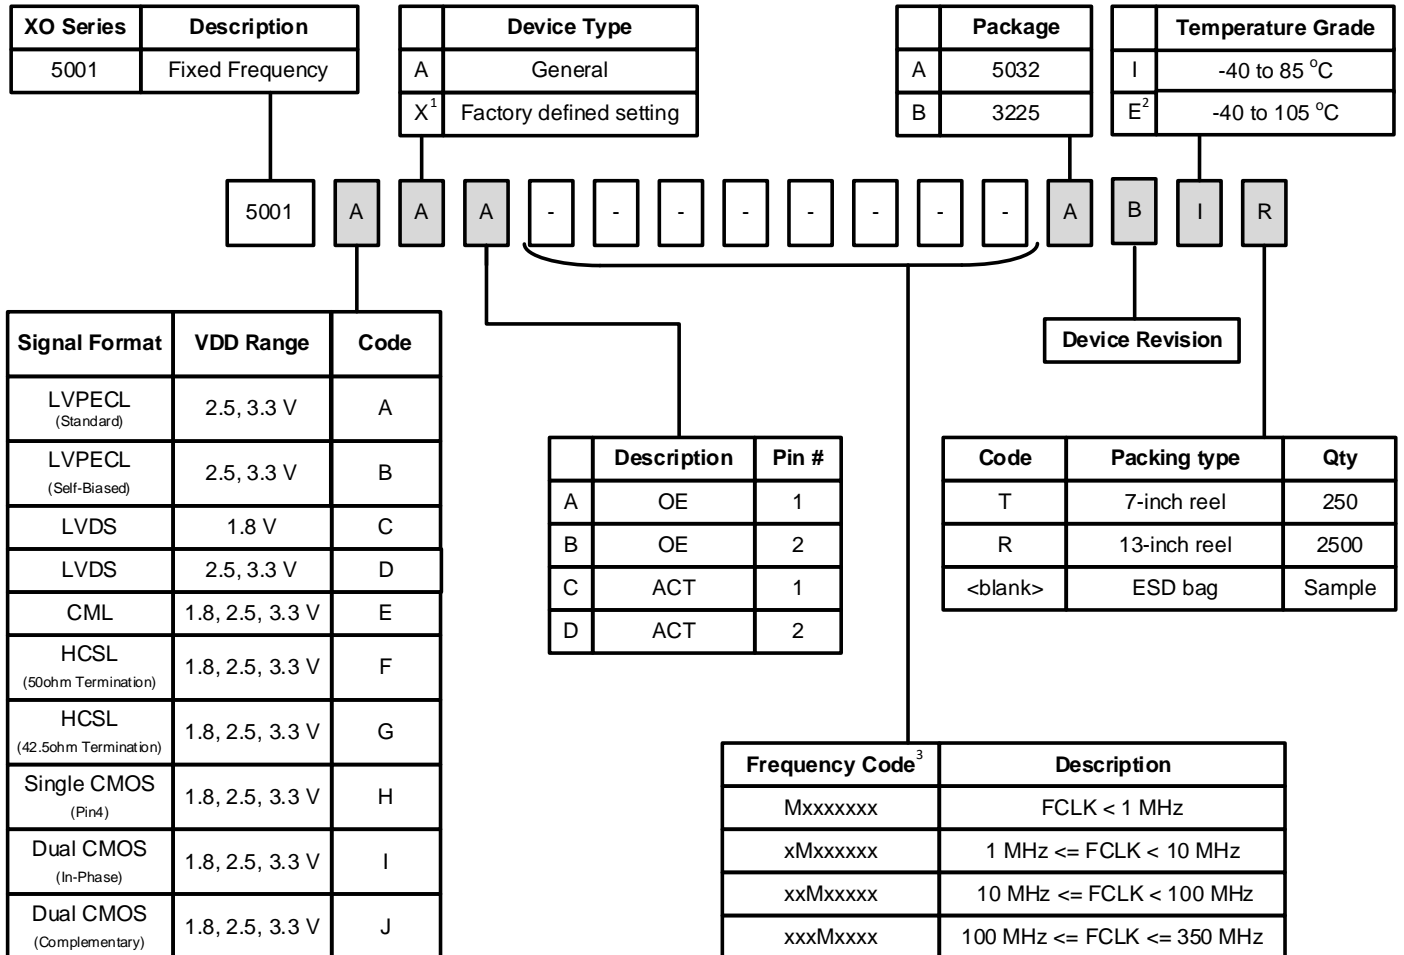 XO Series Description
5001 Fixed Frequency
Device Type
A General
X¹ Factory defined setting
Package
A 5032
B 3225
Temperature Grade
I -40 to 85 °C
E² -40 to 105 °C
5001 A A A - - - - - - - - A B I R
Device Revision
Signal Format VDD Range Code
LVPECL
(Standard) 2.5, 3.3 V A
LVPECL
(Self-Biased) 2.5, 3.3 V B
LVDS 1.8 V C
LVDS 2.5, 3.3 V D
CML 1.8, 2.5, 3.3 V E
HCSL
(50ohm Termination) 1.8, 2.5, 3.3 V F
HCSL
(42.5ohm Termination) 1.8, 2.5, 3.3 V G
Single CMOS
(Pin4) 1.8, 2.5, 3.3 V H
Dual CMOS
(In-Phase) 1.8, 2.5, 3.3 V I
Dual CMOS
(Complementary) 1.8, 2.5, 3.3 V J
Description Pin #
A OE 1
B OE 2
C ACT 1
D ACT 2
Code Packing type Qty
T 7-inch reel 250
R 13-inch reel 2500
<blank> ESD bag Sample
Frequency Code³ Description
Mxxxxxxx FCLK < 1 MHz
xMxxxxxx 1 MHz <= FCLK < 10 MHz
xxMxxxxx 10 MHz <= FCLK < 100 MHz
xxxMxxxx 100 MHz <= FCLK <= 350 MHz